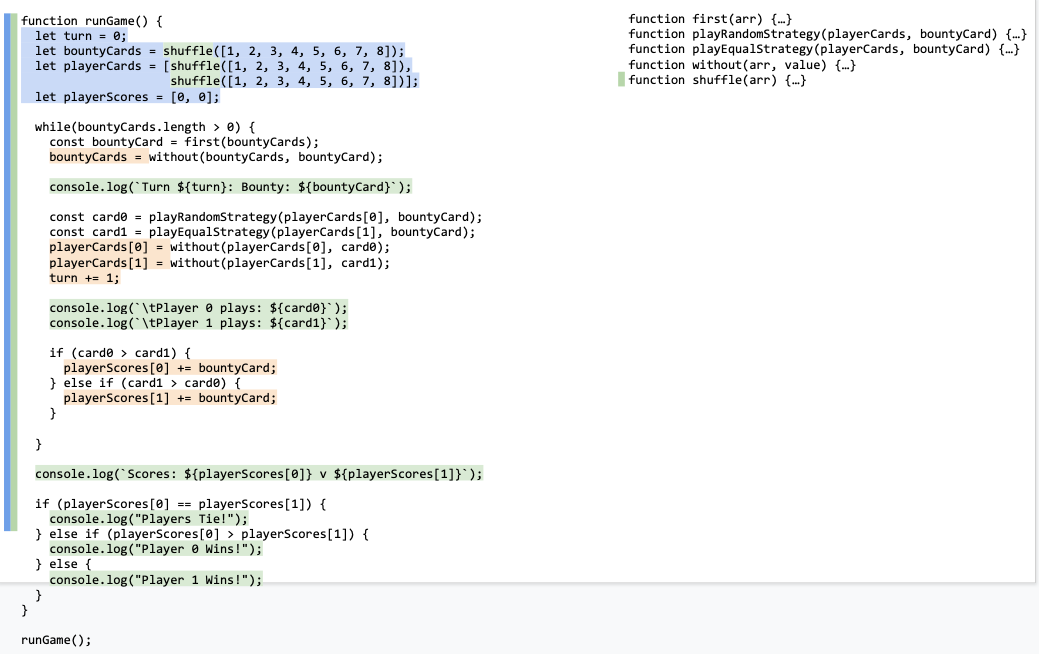 function runGame() {
  let turn = 0;
  let bountyCards = shuffle([1, 2, 3, 4, 5, 6, 7, 8]);
  let playerCards = [shuffle([1, 2, 3, 4, 5, 6, 7, 8]),
                     shuffle([1, 2, 3, 4, 5, 6, 7, 8])];
  let playerScores = [0, 0];

  while(bountyCards.length > 0) {
    const bountyCard = first(bountyCards);
    bountyCards = without(bountyCards, bountyCard);

    console.log(`Turn ${turn}: Bounty: ${bountyCard}`);

    const card0 = playRandomStrategy(playerCards[0], bountyCard);
    const card1 = playEqualStrategy(playerCards[1], bountyCard);
    playerCards[0] = without(playerCards[0], card0);
    playerCards[1] = without(playerCards[1], card1);
    turn += 1;

    console.log(`\tPlayer 0 plays: ${card0}`);
    console.log(`\tPlayer 1 plays: ${card1}`);

    if (card0 > card1) {
      playerScores[0] += bountyCard;
    } else if (card1 > card0) {
      playerScores[1] += bountyCard;
    }

  }

  console.log(`Scores: ${playerScores[0]} v ${playerScores[1]}`);

  if (playerScores[0] == playerScores[1]) {
    console.log("Players Tie!");
  } else if (playerScores[0] > playerScores[1]) {
    console.log("Player 0 Wins!");
  } else {
    console.log("Player 1 Wins!");
  }
}

runGame();

function first(arr) {…}
function playRandomStrategy(playerCards, bountyCard) {…}
function playEqualStrategy(playerCards, bountyCard) {…}
function without(arr, value) {…}
function shuffle(arr) {…}